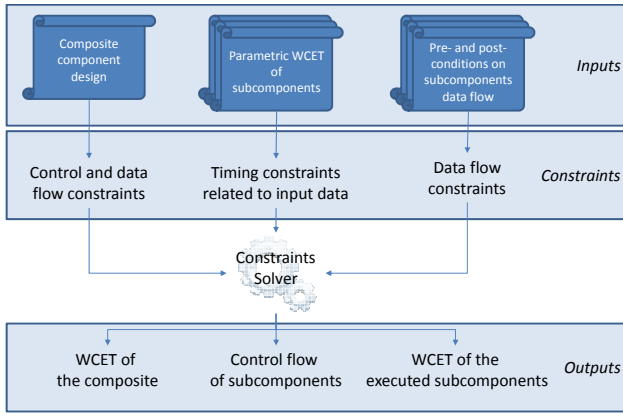 Composite
component
design
Parametric WCET
of
subcomponents
Pre- and post-
conditions on
subcomponents
data flow
Inputs
Control and data
flow constraints
Timing constraints
related to input data
Data flow
constraints
Constraints
Constraints
Solver
WCET of
the composite
Control flow
of subcomponents
WCET of the
executed subcomponents
Outputs